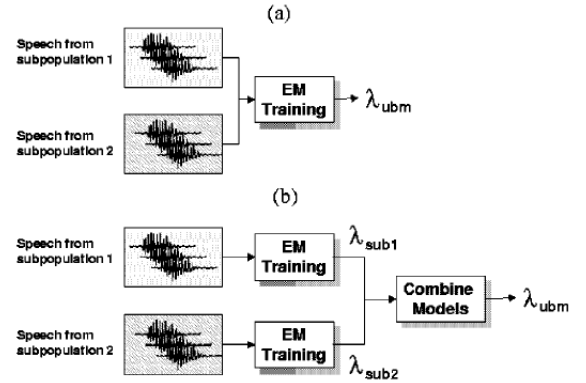 (a)
Speech from
subpopulation 1
EM
Training
λubm
Speech from
subpopulation 2
(b)
Speech from
subpopulation 1
EM
Training
λsub1
Combine
Models
λubm
Speech from
subpopulation 2
EM
Training
λsub2